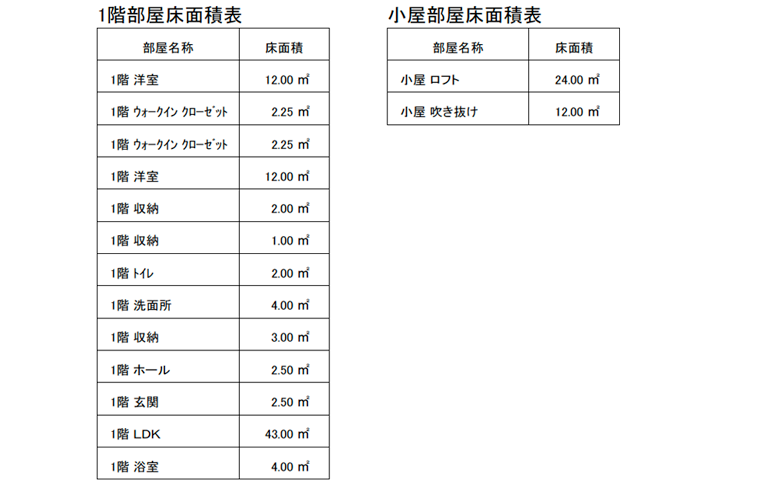 1階部屋床面積表
部屋名称 床面積
1階 洋室 12.00 ㎡
1階 ｳｫｰｸｲﾝ ｸﾛｰｾﾞｯﾄ 2.25 ㎡
1階 ｳｫｰｸｲﾝ ｸﾛｰｾﾞｯﾄ 2.25 ㎡
1階 洋室 12.00 ㎡
1階 収納 2.00 ㎡
1階 収納 1.00 ㎡
1階 ﾄｲﾚ 2.00 ㎡
1階 洗面所 4.00 ㎡
1階 収納 3.00 ㎡
1階 ホール 2.50 ㎡
1階 玄関 2.50 ㎡
1階 ＬＤＫ 43.00 ㎡
1階 浴室 4.00 ㎡
小屋部屋床面積表
部屋名称 床面積
小屋 ロフト 24.00 ㎡
小屋 吹き抜け 12.00 ㎡